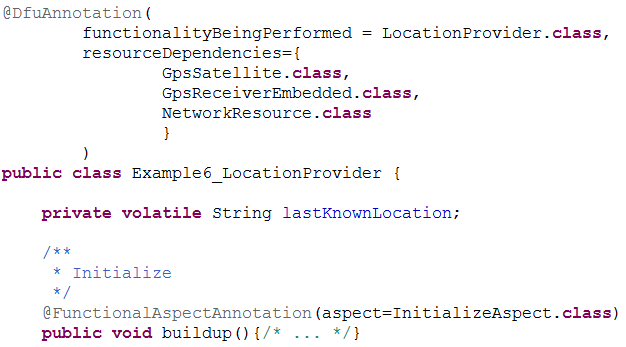 @DfuAnnotation(
        functionalityBeingPerformed = LocationProvider.class,
        resourceDependencies={
                GpsSatellite.class,
                GpsReceiverEmbedded.class,
                NetworkResource.class
                }
        )
public class Example6_LocationProvider {
    private volatile String lastKnownLocation;
    /**
     * Initialize
     */
    @FunctionalAspectAnnotation(aspect=InitializeAspect.class)
    public void buildup(){/* ... */}